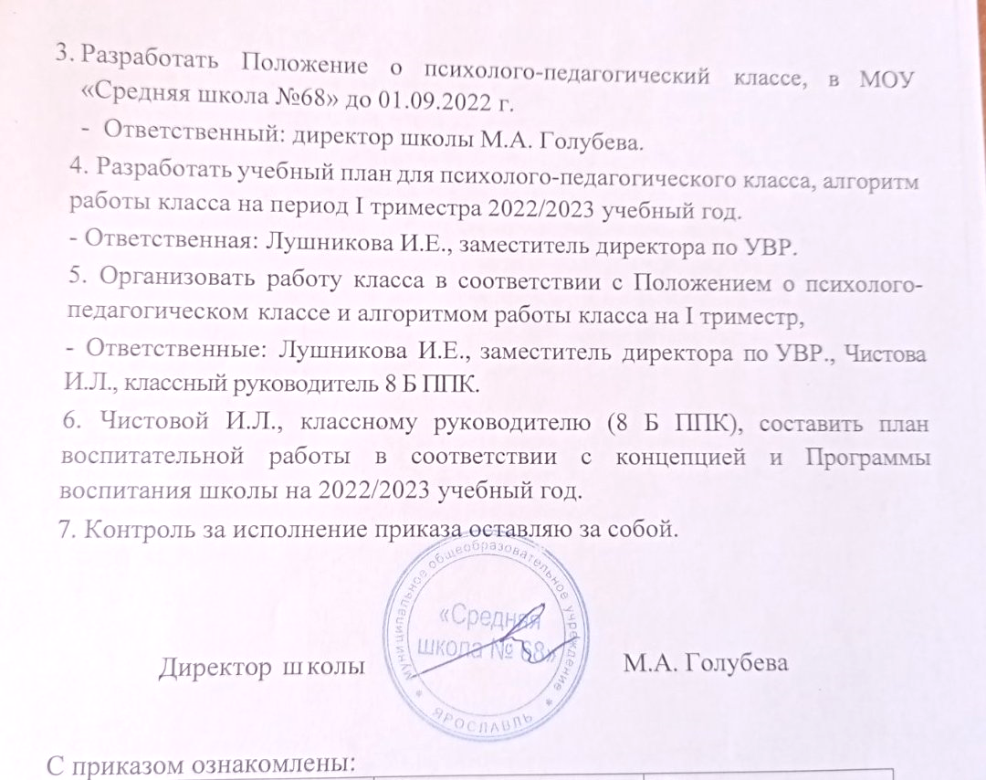 3. Разработать Положение о психолого-педагогический классе, в МОУ
«Средняя школа №68» до 01.09.2022 г.
- Ответственный: директор школы М.А. Голубева.
4. Разработать учебный план для психолого-педагогического класса, алгоритм
работы класса на период I триместра 2022/2023 учебный год.
- Ответственная: Лушникова И.Е., заместитель директора по УВР.
5. Организовать работу класса в соответствии с Положением о психолого-
педагогическом классе и алгоритмом работы класса на I триместр,
- Ответственные: Лушникова И.Е., заместитель директора по УВР., Чистова
И.Л., классный руководитель 8 Б ППК.
6. Чистовой И.Л., классному руководителю (8 Б ППК), составить план
воспитательной работы в соответствии с концепцией и Программы
воспитания школы на 2022/2023 учебный год.
7. Контроль за исполнение приказа оставляю за собой.
Муниципальное общеобразовательное учреждение
«Средняя
школа № 68»
ЯРОСЛАВЛЬ
Директор школы М.А. Голубева
С приказом ознакомлены: